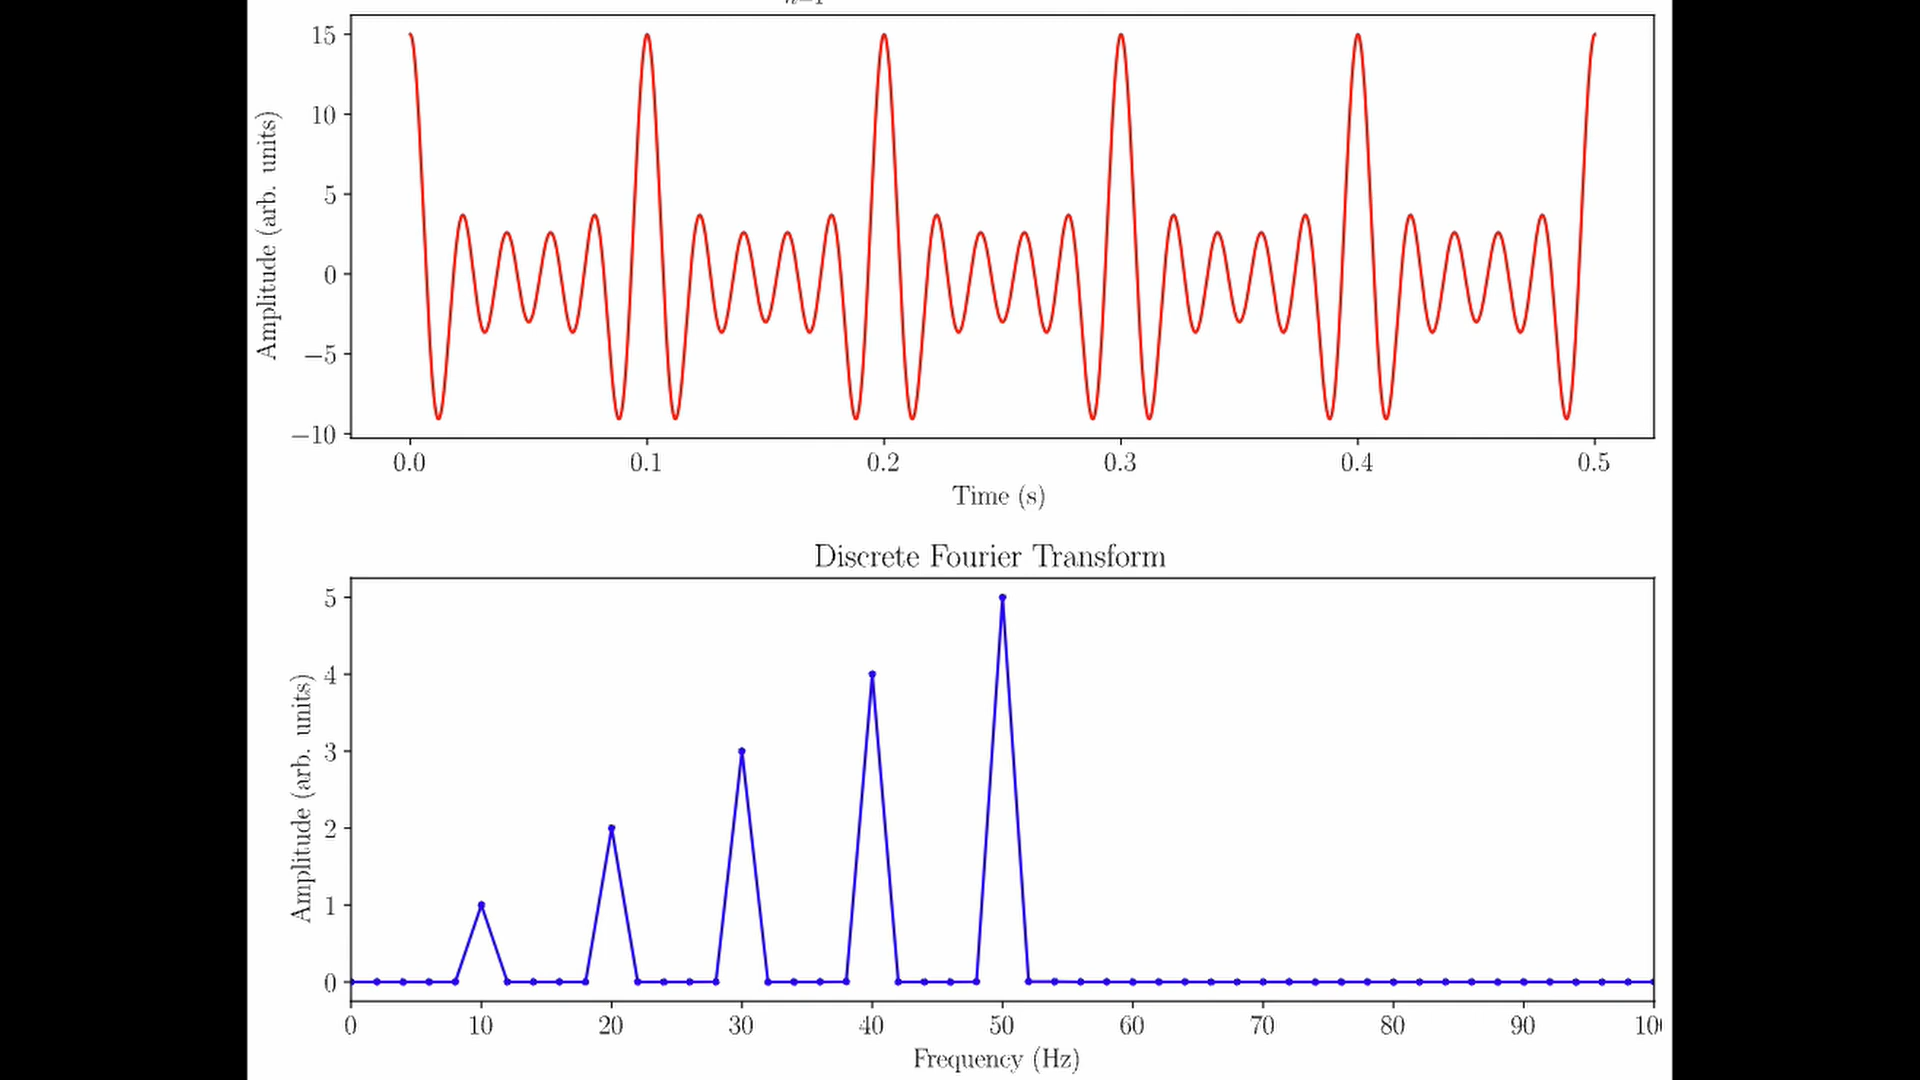 15
10
5
0
−5
−10
Amplitude (arb. units)
0.0 0.1 0.2 0.3 0.4 0.5
Time (s)
Discrete Fourier Transform
5
4
3
2
1
0
Amplitude (arb. units)
0 10 20 30 40 50 60 70 80 90
Frequency (Hz)